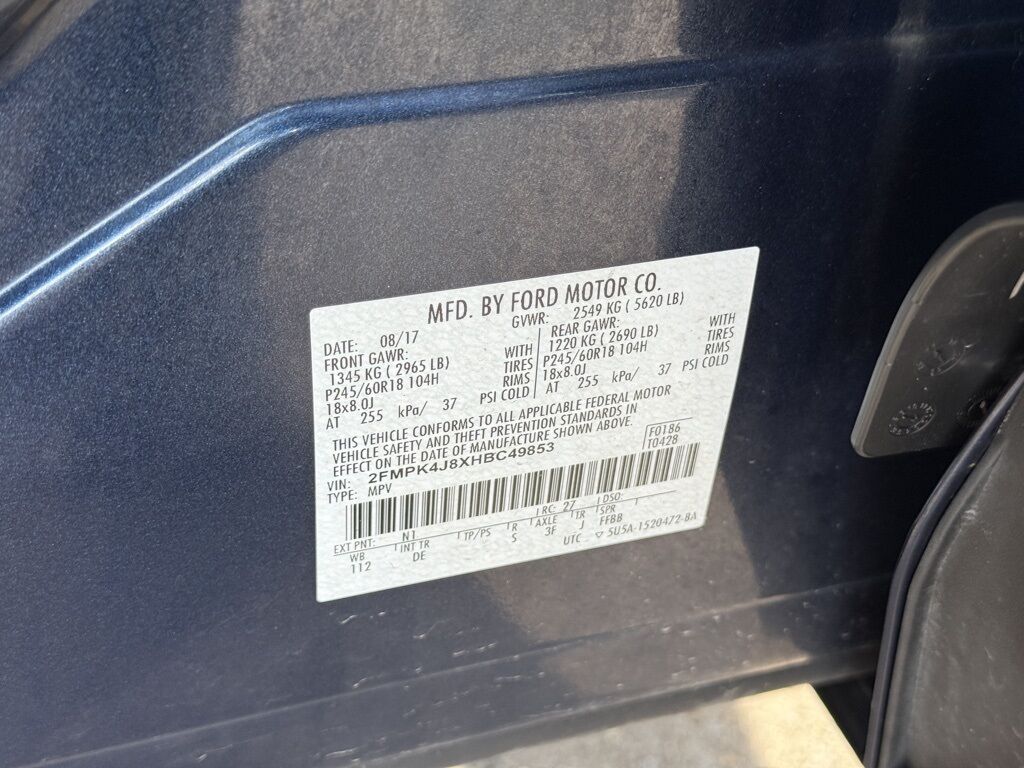 MFD. BY FORD MOTOR CO.
DATE: 08/17 GVWR: 2549 KG ( 5620 LB)
FRONT GAWR: REAR GAWR:
1345 KG ( 2965 LB) WITH 1220 KG ( 2690 LB) WITH
P245/60R18 104H TIRES P245/60R18 104H TIRES
18x8.0J RIMS 18x8.0J RIMS
AT 255 kPa/ 37 PSI COLD AT 255 kPa/ 37 PSI COLD
THIS VEHICLE CONFORMS TO ALL APPLICABLE FEDERAL MOTOR
VEHICLE SAFETY AND THEFT PREVENTION STANDARDS IN
EFFECT ON THE DATE OF MANUFACTURE SHOWN ABOVE.
F0186
T0428
VIN: 2FMPK4J8XHBC49853
TYPE: MPV
EXT PNT: N1 RC: 27 DSO:
WB INT TR TP/PS R AXLE TR SPR
112 DE S 3F J FFBB
UTC ▽ 5U5A-1520472-BA